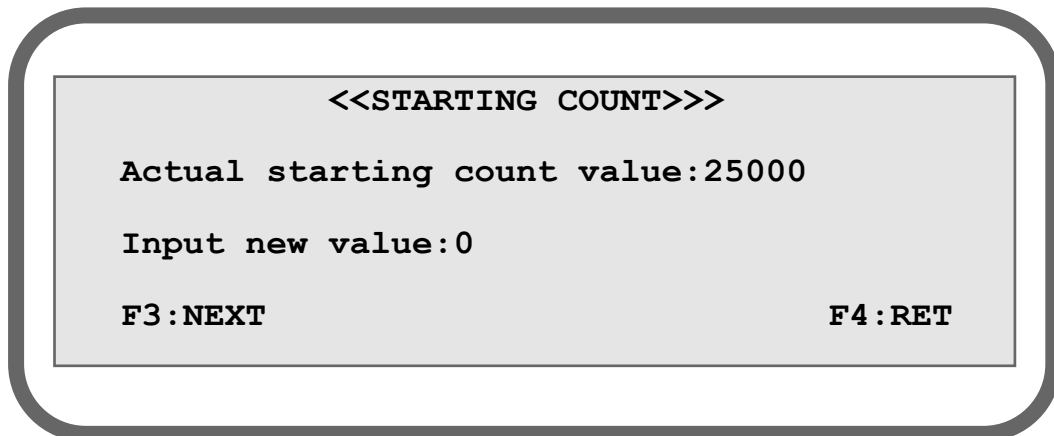 <<STARTING COUNT>>>
Actual starting count value:25000
Input new value:0
F3:NEXT F4:RET